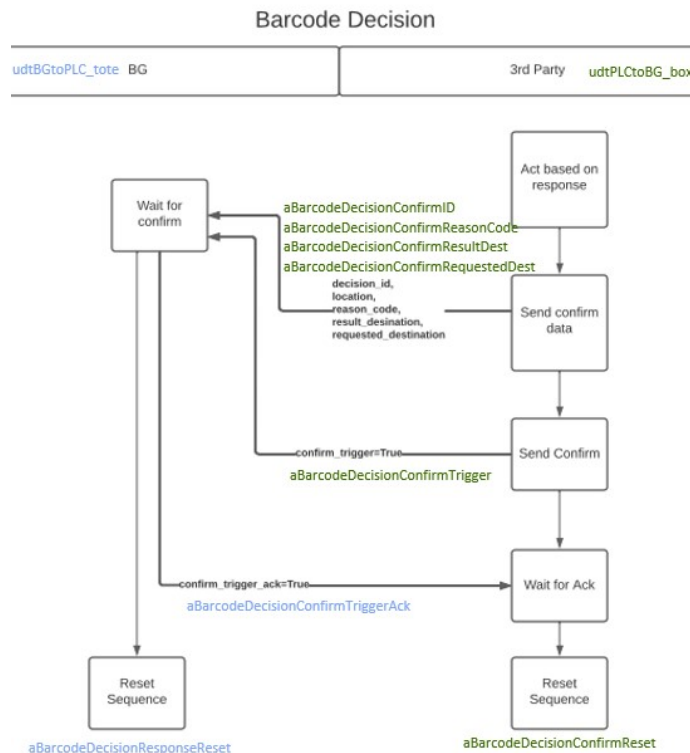 Barcode Decision
udtBGtoPLC_tote BG
3rd Party udtPLCtoBG_box
Act based on
response
Wait for
confirm
aBarcodeDecisionConfirmID
aBarcodeDecisionConfirmReasonCode
aBarcodeDecisionConfirmResultDest
aBarcodeDecisionConfirmRequestedDest
decision_id,
location,
reason_code,
result_desination,
requested_destination
Send confirm
data
confirm_trigger=True
Send Confirm
aBarcodeDecisionConfirmTrigger
confirm_trigger_ack=True
Wait for Ack
aBarcodeDecisionConfirmTriggerAck
Reset
Sequence
Reset
Sequence
aBarcodeDecisionResponseReset
aBarcodeDecisionConfirmReset